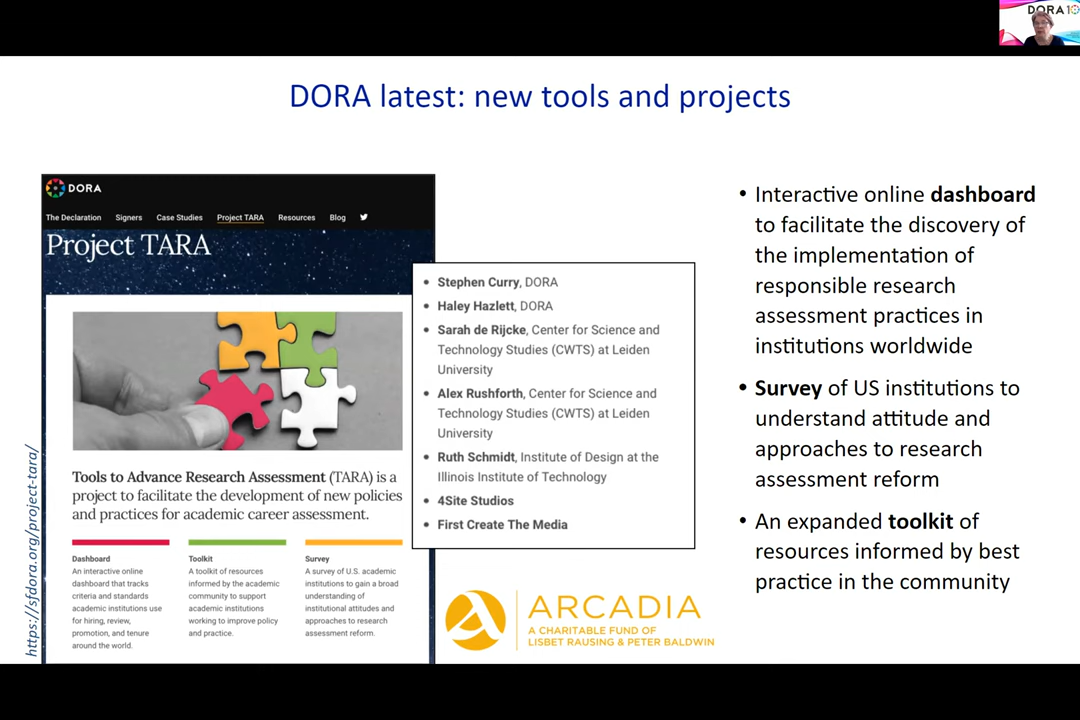 DORA 10
DORA latest: new tools and projects
DORA
The Declaration Signers Case Studies Project TARA Resources Blog
Project TARA
Tools to Advance Research Assessment (TARA) is a
project to facilitate the development of new policies
and practices for academic career assessment.
Dashboard
An interactive online
dashboard that tracks
criteria and standards
academic institutions use
for hiring, review,
promotion, and tenure
around the world.
Toolkit
A toolkit of resources
informed by the academic
community to support
academic institutions
working to improve policy
and practice.
Survey
A survey of U.S. academic
institutions to gain a broad
understanding of
institutional attitudes and
approaches to research
assessment reform.
https://sfdora.org/project-tara/
• Stephen Curry, DORA
• Haley Hazlett, DORA
• Sarah de Rijcke, Center for Science and
Technology Studies (CWTS) at Leiden
University
• Alex Rushforth, Center for Science and
Technology Studies (CWTS) at Leiden
University
• Ruth Schmidt, Institute of Design at the
Illinois Institute of Technology
• 4Site Studios
• First Create The Media
ARCADIA
A CHARITABLE FUND OF
LISBET RAUSING & PETER BALDWIN
• Interactive online dashboard
to facilitate the discovery of
the implementation of
responsible research
assessment practices in
institutions worldwide
• Survey of US institutions to
understand attitude and
approaches to research
assessment reform
• An expanded toolkit of
resources informed by best
practice in the community